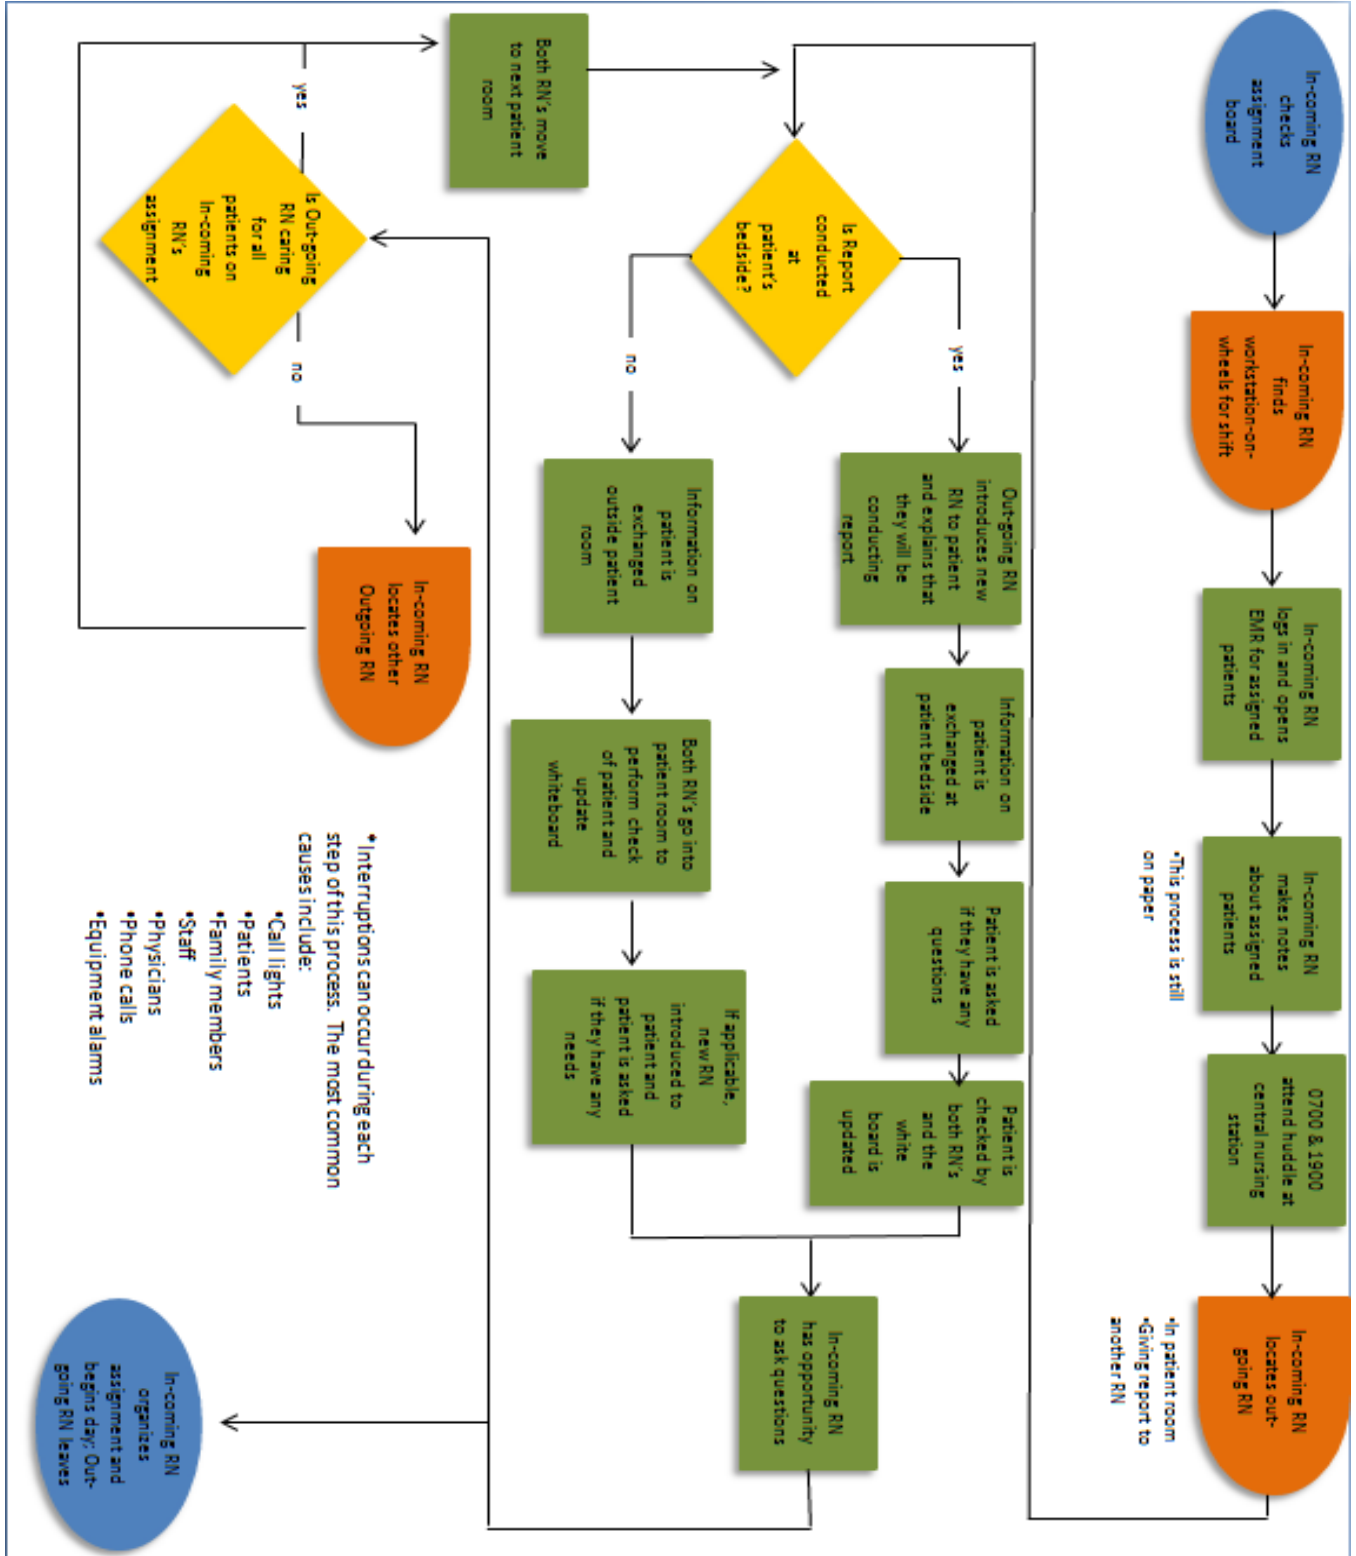 In-coming RN
checks
assignment
board
In-coming RN
finds
workstation-on-
wheels for shift
In-coming RN
logs in and opens
EMR for assigned
patients
In-coming RN
makes notes
about assigned
patients
•This process is still
on paper
0700 & 1900
attend huddle at
central nursing
station
In-coming RN
locates out-
going RN
•In patient room
•Giving report to
another RN
Is Report
conducted
at
patient's
bedside?
yes
Out-going RN
introduces new
RN to patient
and explains that
they will be
conducting
report
Information on
patient is
exchanged at
patient bedside
Patient is asked
if they have any
questions
Patient is
checked by
both RN's
and the
white
board is
updated
no
Information on
patient is
exchanged
outside patient
room
Both RN's go into
patient room to
perform check
of patient and
update
whiteboard
If applicable,
new RN
introduced to
patient and
patient is asked
if they have any
needs
In-coming RN
has opportunity
to ask questions
Both RN's move
to next patient
room
yes
Is Out-going
RN caring
for all
patients on
In-coming
RN's
assignment
no
In-coming RN
locates other
Outgoing RN
*Interruptions can occur during each
step of this process. The most common
causes include:
•Call lights
•Patients
•Family members
•Staff
•Physicians
•Phone calls
•Equipment alarms
In-coming RN
organizes
assignment and
begins day; Out-
going RN leaves